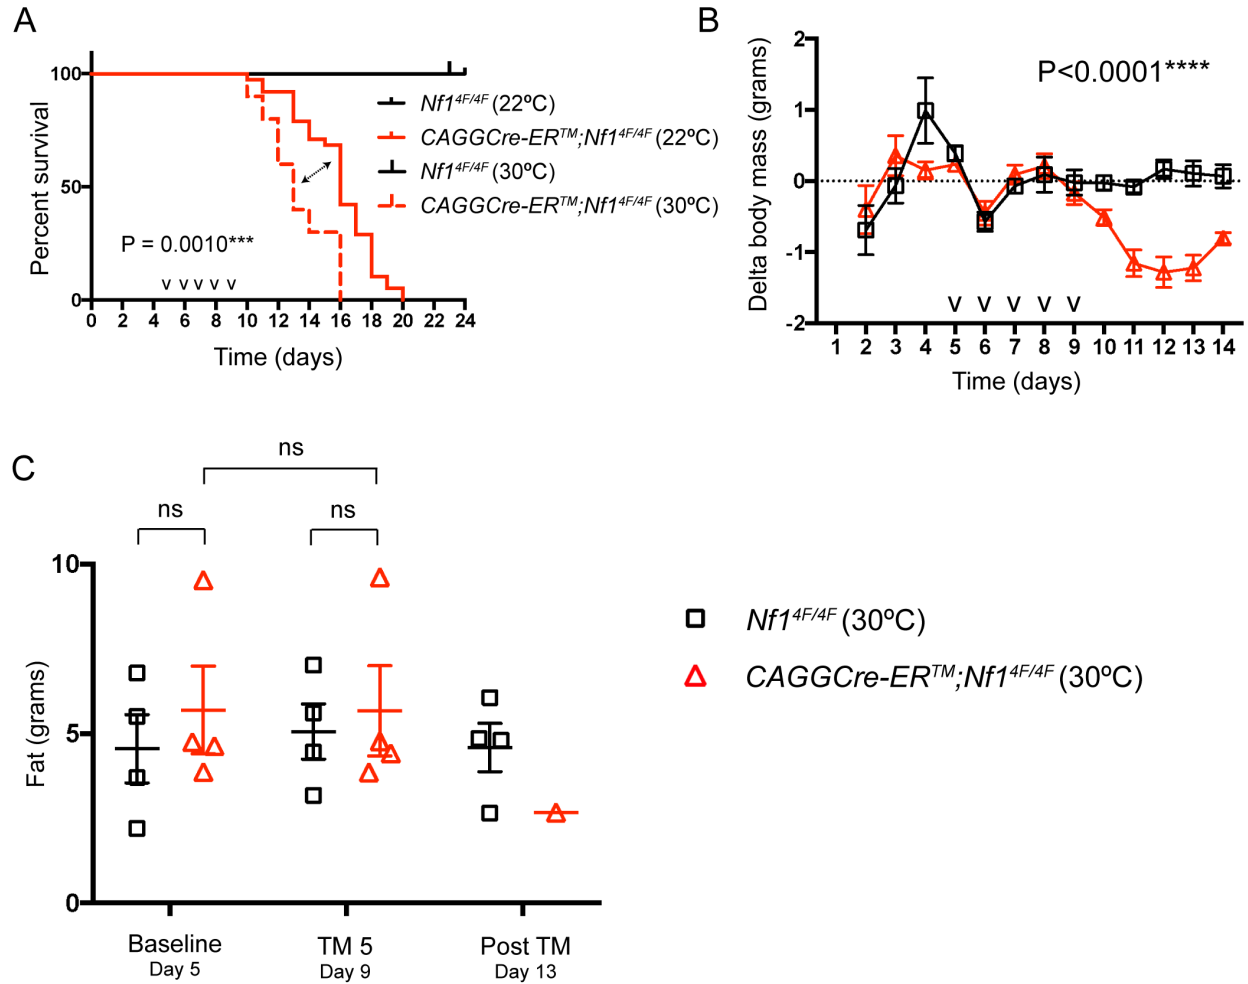 A
Percent survival
100
50
0
Nf1^4F/4F (22ºC)
CAGGCre-ER^TM;Nf1^4F/4F (22ºC)
Nf1^4F/4F (30ºC)
CAGGCre-ER^TM;Nf1^4F/4F (30ºC)
P = 0.0010***
v v v v v
0 2 4 6 8 10 12 14 16 18 20 22 24
Time (days)
B
Delta body mass (grams)
2
1
0
-1
-2
P<0.0001****
v v v v v
1 2 3 4 5 6 7 8 9 10 11 12 13 14
Time (days)
C
ns
ns ns
Fat (grams)
10
5
0
Baseline TM 5 Post TM
Day 5 Day 9 Day 13
Nf1^4F/4F (30ºC)
CAGGCre-ER^TM;Nf1^4F/4F (30ºC)